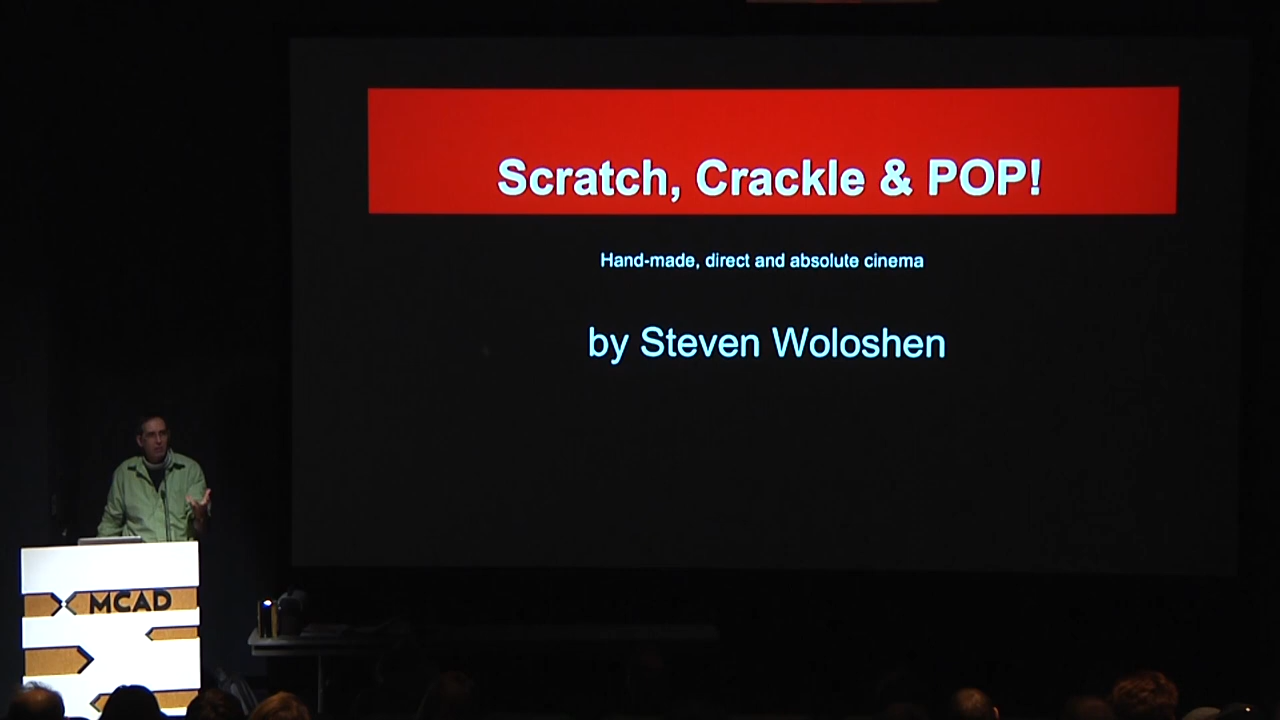 Scratch, Crackle & POP!
Hand-made, direct and absolute cinema
by Steven Woloshen
MCAD